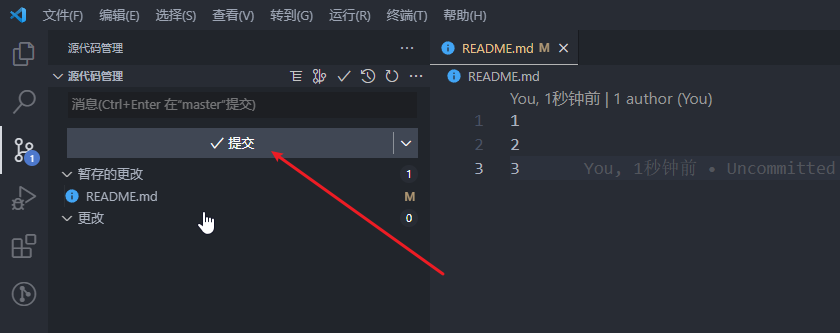 文件(F) 编辑(E) 选择(S) 查看(V) 转到(G) 运行(R) 终端(T) 帮助(H)
源代码管理
源代码管理
消息(Ctrl+Enter 在"master"提交)
提交
暂存的更改 1
README.md M
更改 0
1
README.md M
README.md
You, 1秒钟前 | 1 author (You)
1 1
2 2
3 3 You, 1秒钟前 • Uncommitted